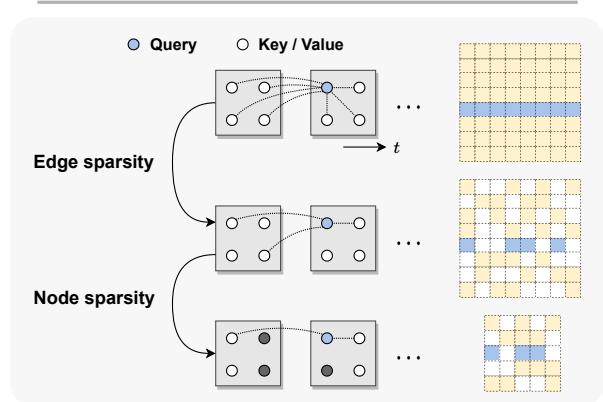 Query Key / Value
...
t
Edge sparsity
...
Node sparsity
...